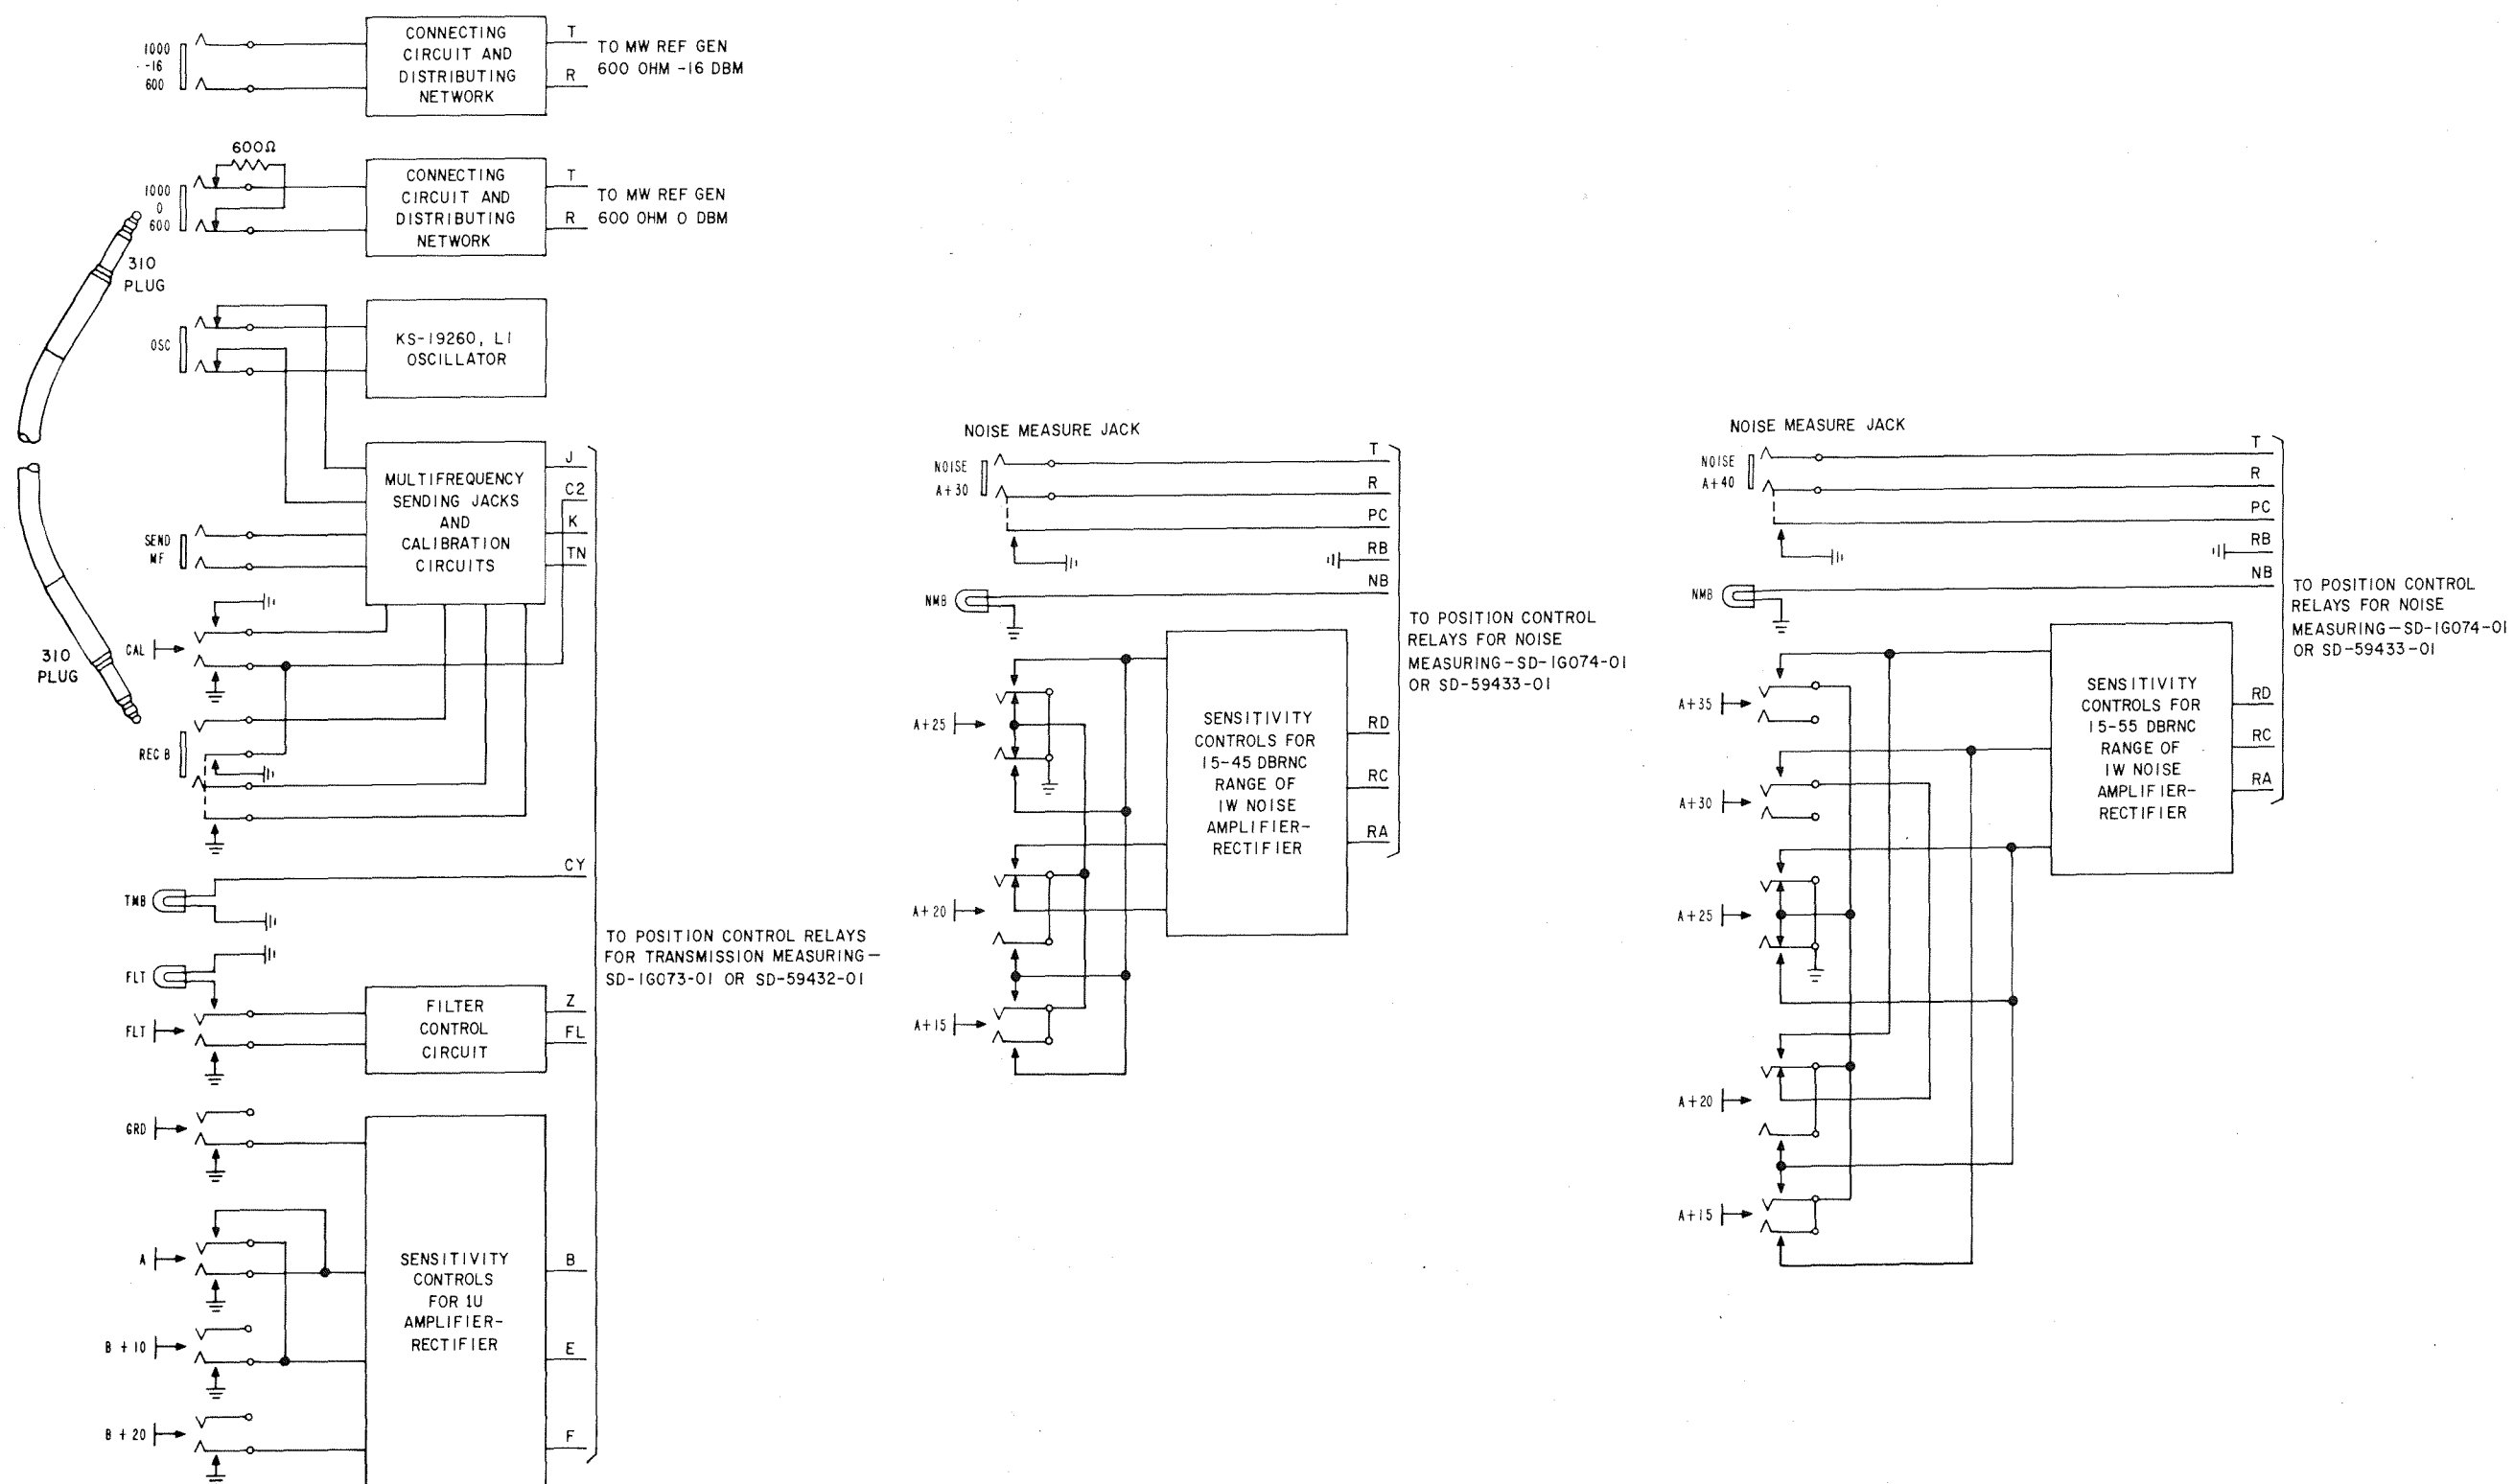 1000
-16
600
CONNECTING
CIRCUIT AND
DISTRIBUTING
NETWORK
T
R
TO MW REF GEN
600 OHM -16 DBM
600Ω
1000
0
600
CONNECTING
CIRCUIT AND
DISTRIBUTING
NETWORK
T
R
TO MW REF GEN
600 OHM 0 DBM
310
PLUG
OSC
KS-19260, L1
OSCILLATOR
MULTIFREQUENCY
SENDING JACKS
AND
CALIBRATION
CIRCUITS
J
C2
K
TN
SEND
MF
CAL
310
PLUG
REC B
TMB
CY
FLT
FLT
FILTER
CONTROL
CIRCUIT
Z
FL
TO POSITION CONTROL RELAYS
FOR TRANSMISSION MEASURING—
SD-1G073-01 OR SD-59432-01
GRD
A
B + 10
B + 20
SENSITIVITY
CONTROLS
FOR 1U
AMPLIFIER-
RECTIFIER
B
E
F
NOISE MEASURE JACK
NOISE
A+30
T
R
PC
RB
NB
NMB
TO POSITION CONTROL
RELAYS FOR NOISE
MEASURING—SD-1G074-01
OR SD-59433-01
A+25
A+20
A+15
SENSITIVITY
CONTROLS FOR
15-45 DBRNC
RANGE OF
1W NOISE
AMPLIFIER-
RECTIFIER
RD
RC
RA
NOISE MEASURE JACK
NOISE
A+40
T
R
PC
RB
NB
NMB
TO POSITION CONTROL
RELAYS FOR NOISE
MEASURING—SD-1G074-01
OR SD-59433-01
A+35
A+30
A+25
A+20
A+15
SENSITIVITY
CONTROLS FOR
15-55 DBRNC
RANGE OF
1W NOISE
AMPLIFIER-
RECTIFIER
RD
RC
RA